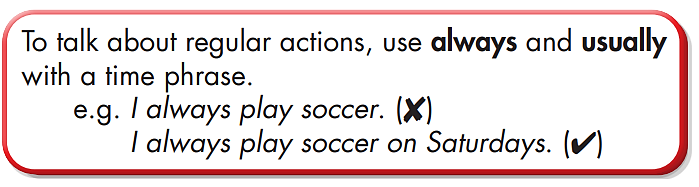 To talk about regular actions, use always and usually
with a time phrase.
e.g. I always play soccer. (✘)
I always play soccer on Saturdays. (✔)